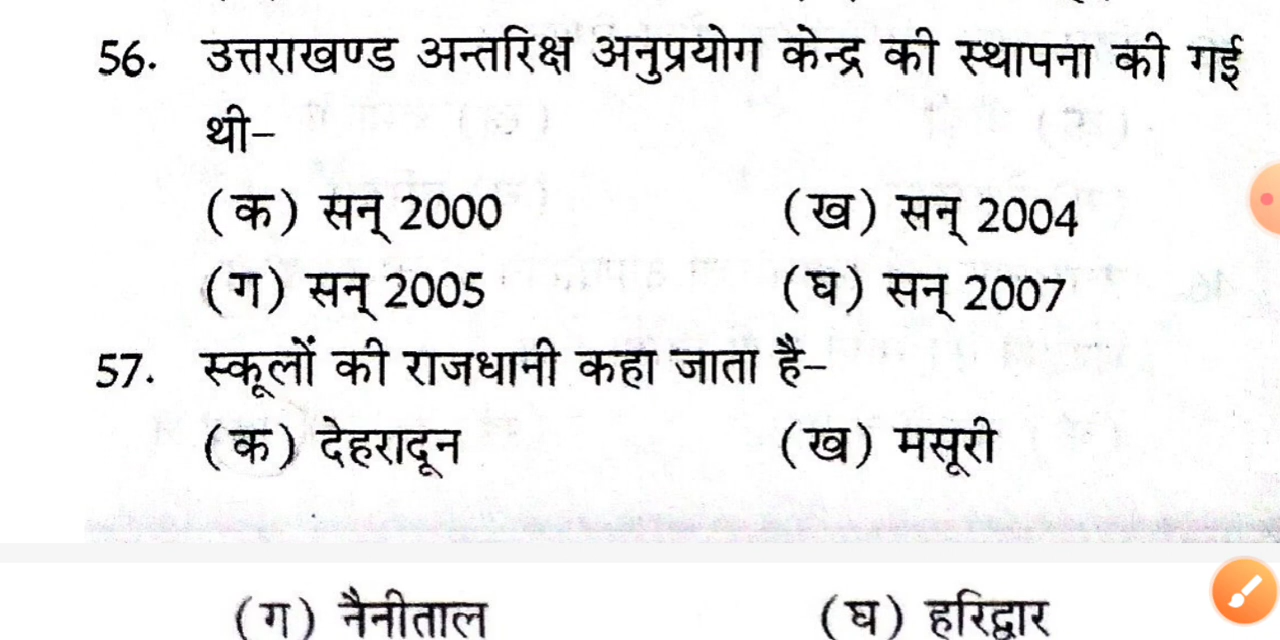 56. उत्तराखण्ड अन्तरिक्ष अनुप्रयोग केन्द्र की स्थापना की गई
थी–
(क) सन् 2000 (ख) सन् 2004
(ग) सन् 2005 (घ) सन् 2007
57. स्कूलों की राजधानी कहा जाता है–
(क) देहरादून (ख) मसूरी
(ग) नैनीताल (घ) हरिद्वार